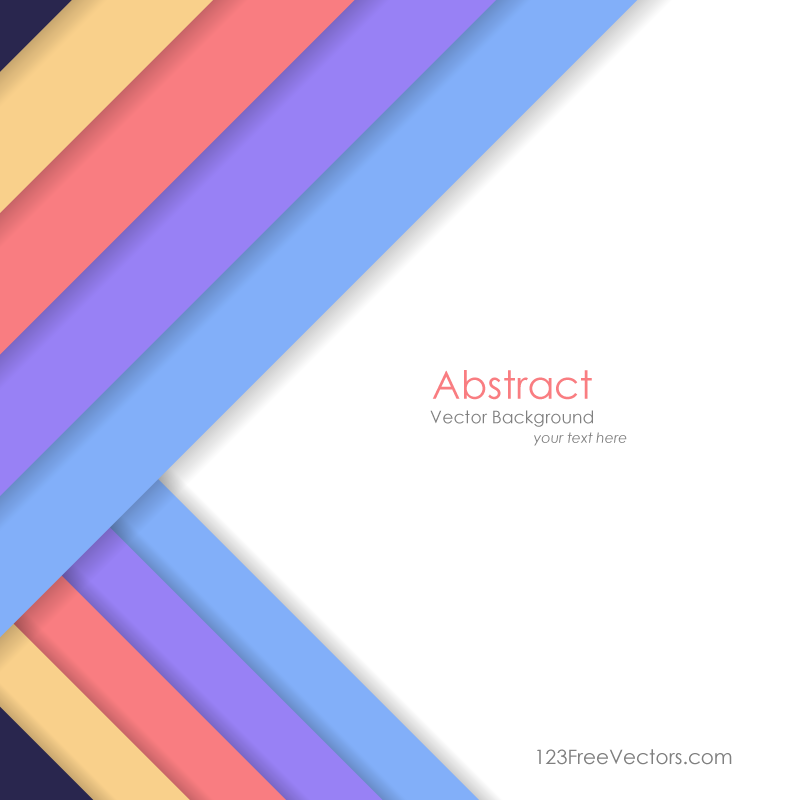 Abstract
Vector Background
your text here
123FreeVectors.com